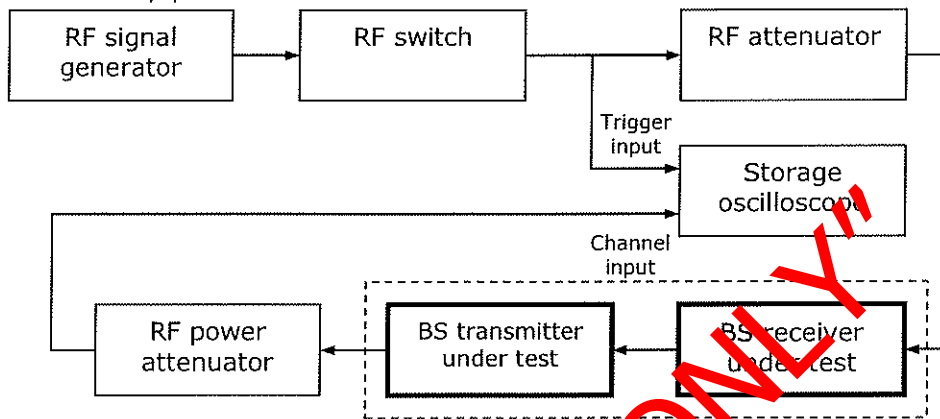 RF signal
generator
RF switch
RF attenuator
Trigger
input
Storage
oscilloscope
Channel
input
RF power
attenuator
BS transmitter
under test
BS receiver
under test
ONLY"